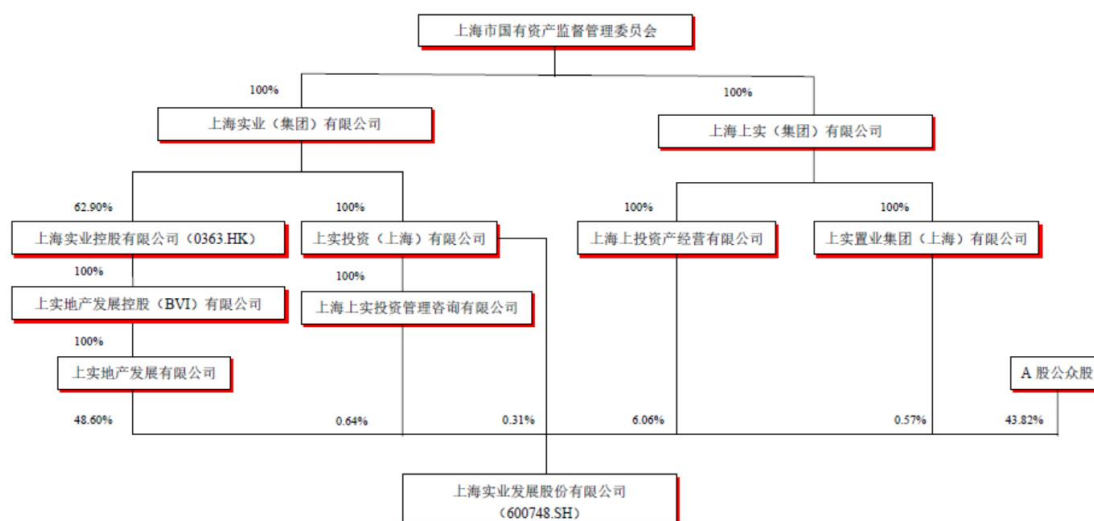 上海市国有资产监督管理委员会
100%
100%
上海实业（集团）有限公司
上海上实（集团）有限公司
62.90%
100%
100%
100%
上海实业控股有限公司（0363.HK）
上实投资（上海）有限公司
上海上投资产经营有限公司
上实置业集团（上海）有限公司
100%
100%
上实地产发展控股（BVI）有限公司
上海上实投资管理咨询有限公司
100%
上实地产发展有限公司
A 股公众股
48.60%
0.64%
0.31%
6.06%
0.57%
43.82%
上海实业发展股份有限公司
（600748.SH）